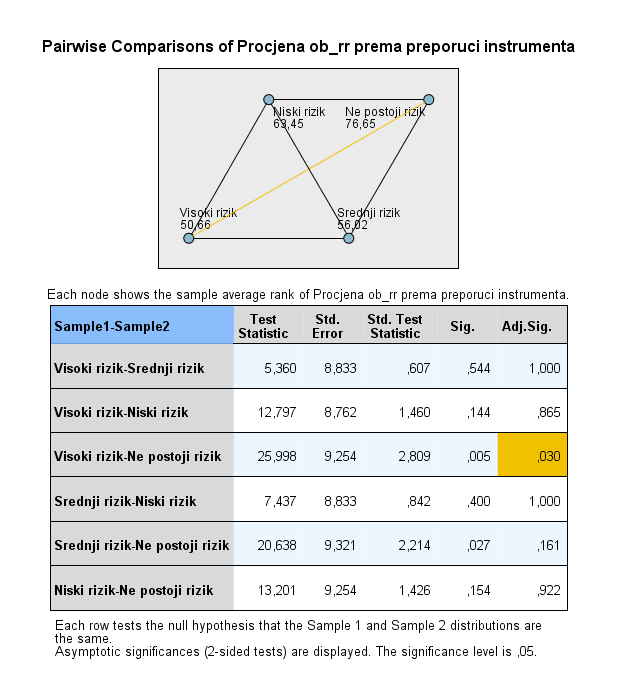 Pairwise Comparisons of Procjena ob_rr prema preporuci instrumenta
Niski rizik Ne postoji rizik
63,45 76,65
Visoki rizik Srednji rizik
50,66 56,02
Each node shows the sample average rank of Procjena ob_rr prema preporuci instrumenta.
Sample1-Sample2 Test Statistic Std. Error Std. Test Statistic Sig. Adj.Sig.
Visoki rizik-Srednji rizik 5,360 8,833 ,607 ,544 1,000
Visoki rizik-Niski rizik 12,797 8,762 1,460 ,144 ,865
Visoki rizik-Ne postoji rizik 25,998 9,254 2,809 ,005 ,030
Srednji rizik-Niski rizik 7,437 8,833 ,842 ,400 1,000
Srednji rizik-Ne postoji rizik 20,638 9,321 2,214 ,027 ,161
Niski rizik-Ne postoji rizik 13,201 9,254 1,426 ,154 ,922
Each row tests the null hypothesis that the Sample 1 and Sample 2 distributions are
the same.
Asymptotic significances (2-sided tests) are displayed. The significance level is ,05.